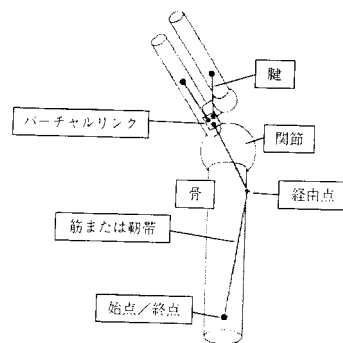 腱
バーチャルリンク
関節
骨
経由点
筋または靭帯
始点／終点